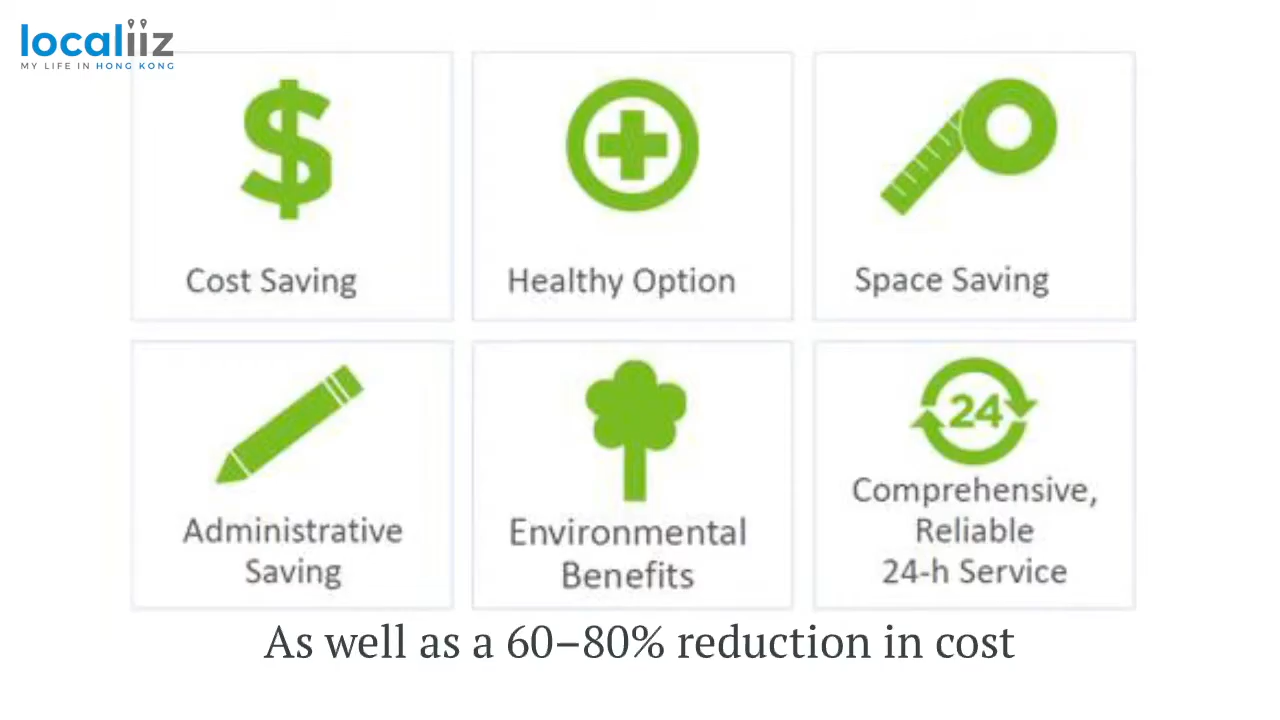 localiiz
MY LIFE IN HONG KONG
$
Cost Saving
Healthy Option
Space Saving
Administrative
Saving
Environmental
Benefits
24
Comprehensive,
Reliable
24-h Service
As well as a 60–80% reduction in cost